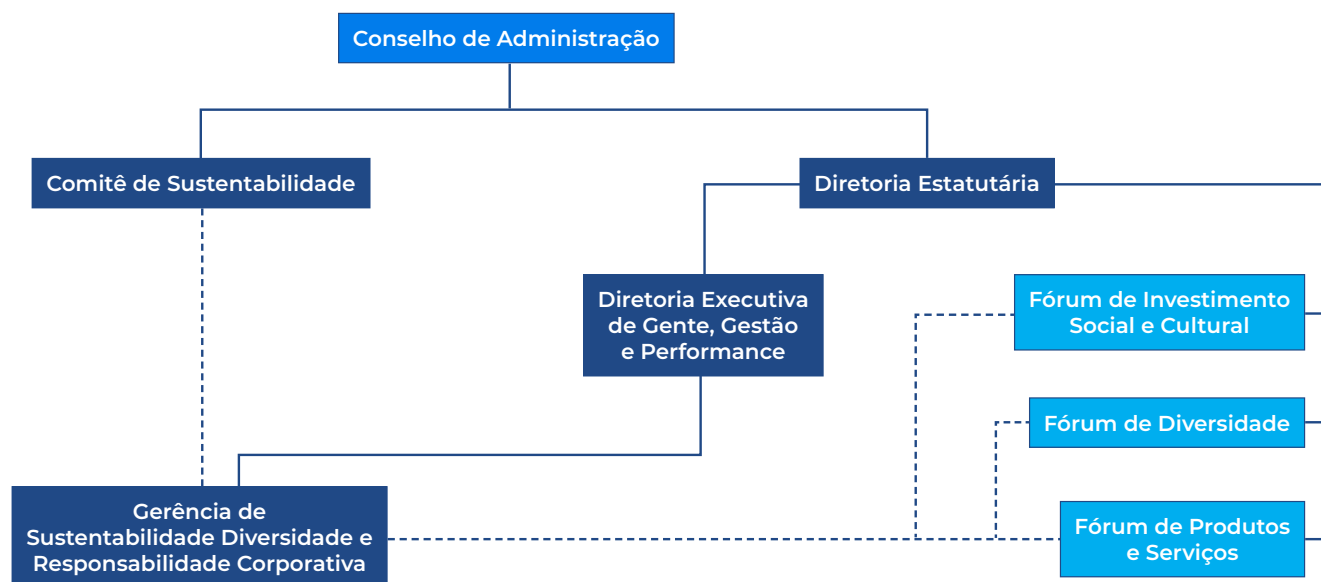 Conselho de Administração
Comitê de Sustentabilidade
Diretoria Estatutária
Diretoria Executiva
de Gente, Gestão
e Performance
Fórum de Investimento
Social e Cultural
Fórum de Diversidade
Gerência de
Sustentabilidade Diversidade e
Responsabilidade Corporativa
Fórum de Produtos
e Serviços